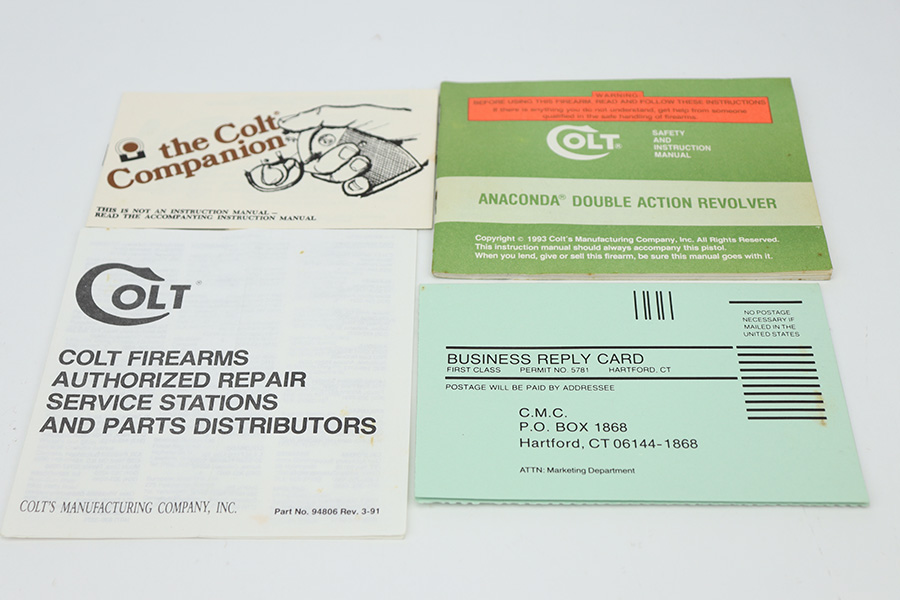 the Colt®
Companion
THIS IS NOT AN INSTRUCTION MANUAL –
READ THE ACCOMPANYING INSTRUCTION MANUAL
WARNING
BEFORE USING THIS FIREARM, READ AND FOLLOW THESE INSTRUCTIONS
If there is anything you do not understand, get help from someone
qualified in the safe handling of firearms.
COLT®
SAFETY
AND
INSTRUCTION
MANUAL
ANACONDA® DOUBLE ACTION REVOLVER
Copyright © 1993 Colt's Manufacturing Company, Inc. All Rights Reserved.
This instruction manual should always accompany this pistol.
When you lend, give or sell this firearm, be sure this manual goes with it.
COLT
COLT FIREARMS
AUTHORIZED REPAIR
SERVICE STATIONS
AND PARTS DISTRIBUTORS
COLT'S MANUFACTURING COMPANY, INC.
Part No. 94806 Rev. 3-91
NO POSTAGE
NECESSARY IF
MAILED IN THE
UNITED STATES
BUSINESS REPLY CARD
FIRST CLASS PERMIT NO. 5781 HARTFORD, CT
POSTAGE WILL BE PAID BY ADDRESSEE
C.M.C.
P.O. BOX 1868
Hartford, CT 06144-1868
ATTN: Marketing Department